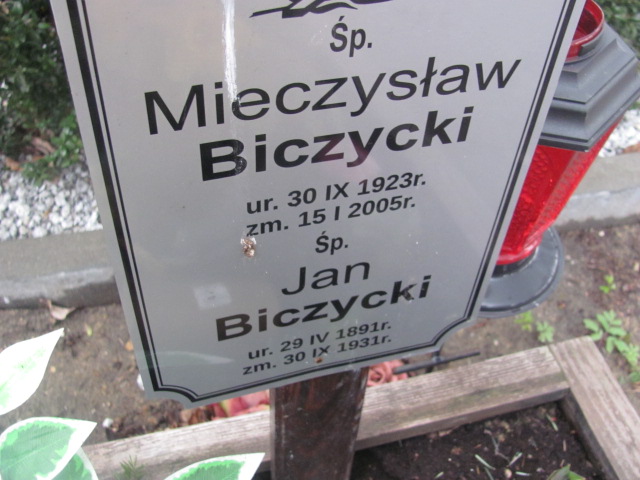 Śp.
Mieczysław
Biczycki
ur. 30 IX 1923r.
zm. 15 I 2005r.
Śp.
Jan
Biczycki
ur. 29 IV 1891r.
zm. 30 IX 1931r.